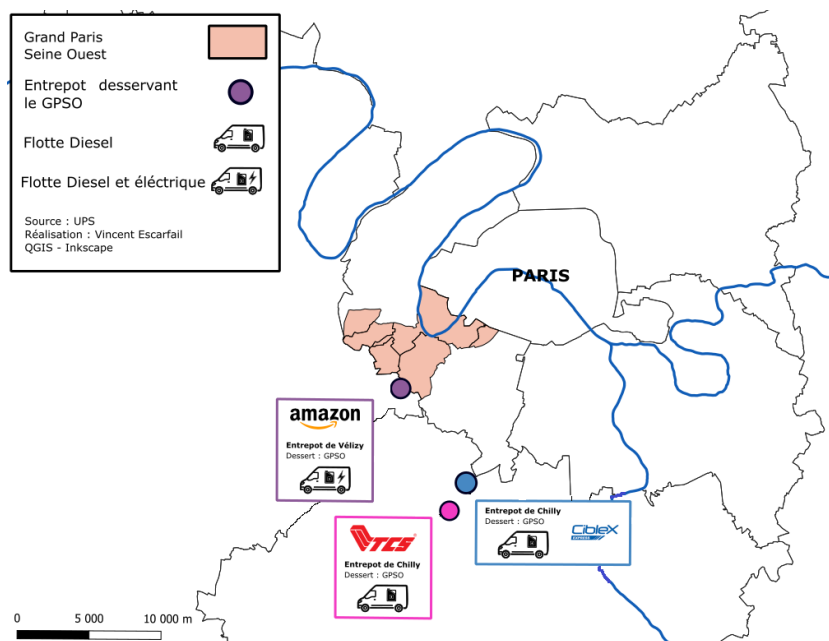 Grand Paris
Seine Ouest
Entrepot desservant
le GPSO
Flotte Diesel
Flotte Diesel et éléctrique
Source : UPS
Réalisation : Vincent Escarfail
QGIS - Inkscape
PARIS
amazon
Entrepot de Vélizy
Dessert : GPSO
TCS
Entrepot de Chilly
Dessert : GPSO
Entrepot de Chilly
Dessert : GPSO
Ciblex
EXPRESS
0 5 000 10 000 m